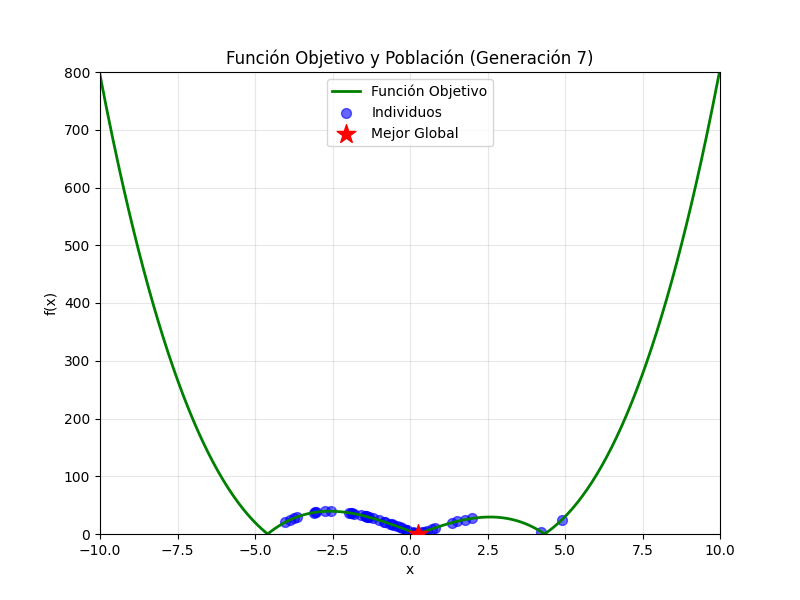 Función Objetivo y Población (Generación 7)
Función Objetivo
Individuos
Mejor Global
800
700
600
500
400
300
200
100
0
f(x)
−10.0 −7.5 −5.0 −2.5 0.0 2.5 5.0 7.5 10.0
x